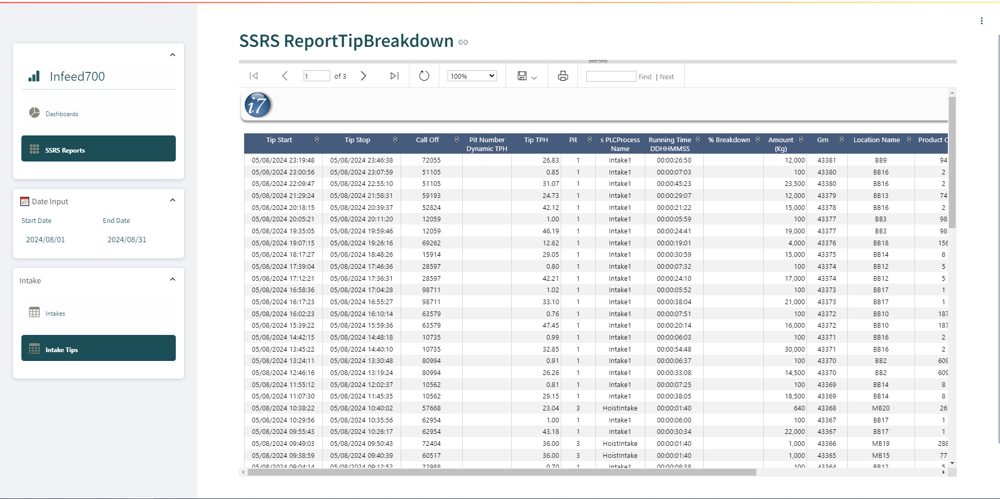 SSRS ReportTipBreakdown
Infeed700
Dashboards
SSRS Reports
Date Input
Start Date End Date
2024/08/01 2024/08/31
Intake
Intakes
Intake Tips
1 of 3 100% Find | Next
i7
Tip Start Tip Stop Call Off Pit Number Tip TPH Pit s PLCProcess Running Time % Breakdown Amount Grn Location Name Product C
Dynamic TPH Name DDHHMMSS (Kg)
05/08/2024 23:19:48 05/08/2024 23:46:38 72055 26.83 1 Intake1 00:00:26:50 12,000 43381 BB9 94
05/08/2024 23:00:56 05/08/2024 23:07:59 51105 0.85 1 Intake1 00:00:07:03 100 43380 BB16 2
05/08/2024 22:09:47 05/08/2024 22:55:10 51105 31.07 1 Intake1 00:00:45:23 23,500 43380 BB16 2
05/08/2024 21:29:24 05/08/2024 21:58:31 59193 24.73 1 Intake1 00:00:29:07 12,000 43379 BB13 74
05/08/2024 20:18:15 05/08/2024 20:39:37 52824 42.12 1 Intake1 00:00:21:22 15,000 43378 BB16 2
05/08/2024 20:05:21 05/08/2024 20:11:20 12059 1.00 1 Intake1 00:00:05:59 100 43377 BB3 98
05/08/2024 19:35:05 05/08/2024 19:59:46 12059 46.19 1 Intake1 00:00:24:41 19,000 43377 BB3 98
05/08/2024 19:07:15 05/08/2024 19:26:16 69262 12.62 1 Intake1 00:00:19:01 4,000 43376 BB18 156
05/08/2024 18:17:27 05/08/2024 18:48:26 15914 29.05 1 Intake1 00:00:30:59 15,000 43375 BB14 8
05/08/2024 17:39:04 05/08/2024 17:46:36 28597 0.80 1 Intake1 00:00:07:32 100 43374 BB12 5
05/08/2024 17:12:21 05/08/2024 17:36:31 28597 42.21 1 Intake1 00:00:24:10 17,000 43374 BB12 5
05/08/2024 16:58:36 05/08/2024 17:04:28 98711 1.02 1 Intake1 00:00:05:52 100 43373 BB17 1
05/08/2024 16:17:23 05/08/2024 16:55:27 98711 33.10 1 Intake1 00:00:38:04 21,000 43373 BB17 1
05/08/2024 16:02:23 05/08/2024 16:10:14 63579 0.76 1 Intake1 00:00:07:51 100 43372 BB10 187
05/08/2024 15:39:22 05/08/2024 15:59:36 63579 47.45 1 Intake1 00:00:20:14 16,000 43372 BB10 187
05/08/2024 14:42:15 05/08/2024 14:48:18 10735 0.99 1 Intake1 00:00:06:03 100 43371 BB16 2
05/08/2024 13:45:22 05/08/2024 14:40:10 10735 32.85 1 Intake1 00:00:54:48 30,000 43371 BB16 2
05/08/2024 13:24:11 05/08/2024 13:30:48 80994 0.91 1 Intake1 00:00:06:37 100 43370 BB2 609
05/08/2024 12:46:16 05/08/2024 13:19:24 80994 26.26 1 Intake1 00:00:33:08 14,500 43370 BB2 609
05/08/2024 11:55:12 05/08/2024 12:02:37 10562 0.81 1 Intake1 00:00:07:25 100 43369 BB14 8
05/08/2024 11:07:30 05/08/2024 11:45:35 10562 29.15 1 Intake1 00:00:38:05 18,500 43369 BB14 8
05/08/2024 10:38:22 05/08/2024 10:40:02 57668 23.04 3 HoistIntake 00:00:01:40 640 43368 MB20 26
05/08/2024 10:29:56 05/08/2024 10:35:56 62954 1.00 1 Intake1 00:00:06:00 100 43367 BB17 1
05/08/2024 09:55:43 05/08/2024 10:26:17 62954 43.18 1 Intake1 00:00:30:34 22,000 43367 BB17 1
05/08/2024 09:49:03 05/08/2024 09:50:43 72404 36.00 3 HoistIntake 00:00:01:40 1,000 43366 MB19 288
05/08/2024 09:38:59 05/08/2024 09:40:39 60517 36.00 3 HoistIntake 00:00:01:40 1,000 43365 MB15 77
05/08/2024 09:04:14 05/08/2024 09:12:52 22988 0.70 1 Intake1 00:00:08:38 100 43364 BB12 5